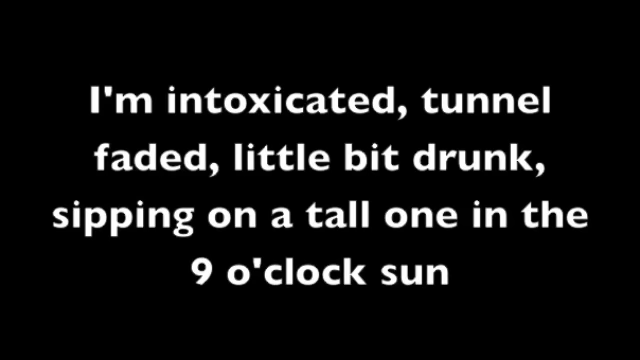 I'm intoxicated, tunnel
faded, little bit drunk,
sipping on a tall one in the
9 o'clock sun